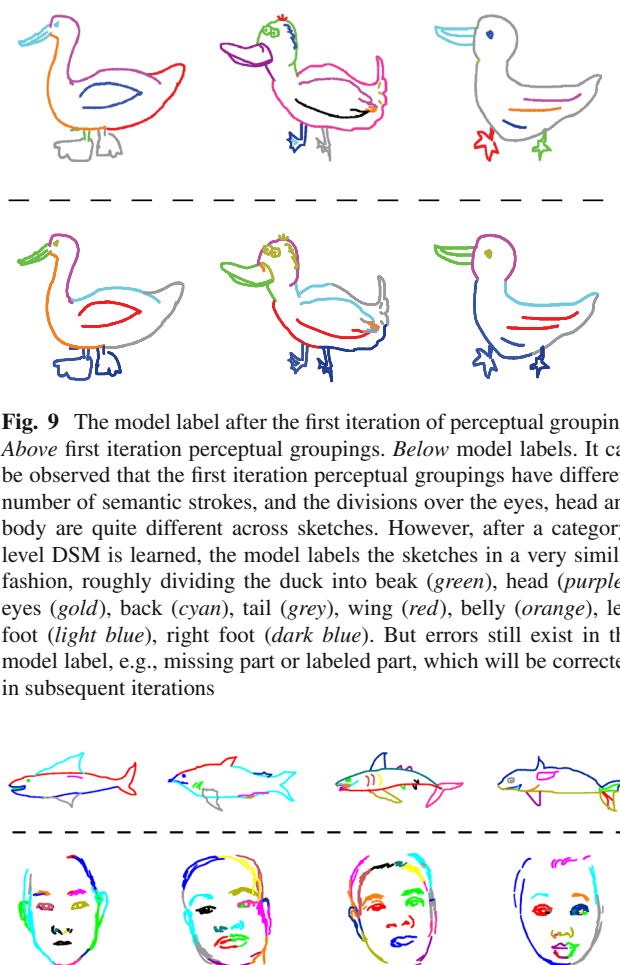 Fig. 9 The model label after the first iteration of perceptual groupin
Above first iteration perceptual groupings. Below model labels. It ca
be observed that the first iteration perceptual groupings have differe
number of semantic strokes, and the divisions over the eyes, head an
body are quite different across sketches. However, after a category
level DSM is learned, the model labels the sketches in a very simil
fashion, roughly dividing the duck into beak (green), head (purple
eyes (gold), back (cyan), tail (grey), wing (red), belly (orange), le
foot (light blue), right foot (dark blue). But errors still exist in th
model label, e.g., missing part or labeled part, which will be correcte
in subsequent iterations